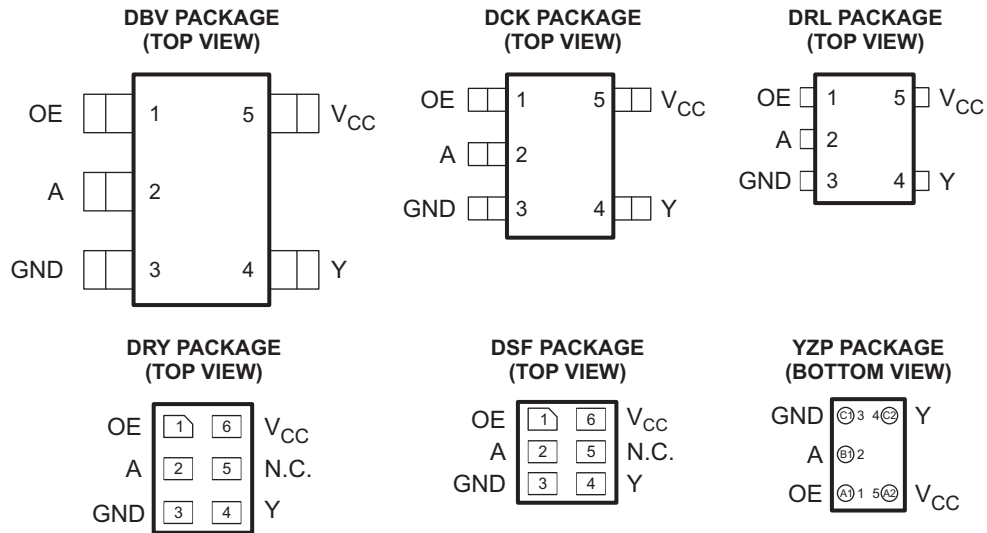 DBV PACKAGE
(TOP VIEW)
OE 1 5 VCC
A 2
GND 3 4 Y
DCK PACKAGE
(TOP VIEW)
OE 1 5 VCC
A 2
GND 3 4 Y
DRL PACKAGE
(TOP VIEW)
OE 1 5 VCC
A 2
GND 3 4 Y
DRY PACKAGE
(TOP VIEW)
OE 1 6 VCC
A 2 5 N.C.
GND 3 4 Y
DSF PACKAGE
(TOP VIEW)
OE 1 6 VCC
A 2 5 N.C.
GND 3 4 Y
YZP PACKAGE
(BOTTOM VIEW)
GND C1 3 4 C2 Y
A B1 2
OE A1 1 5 A2 VCC